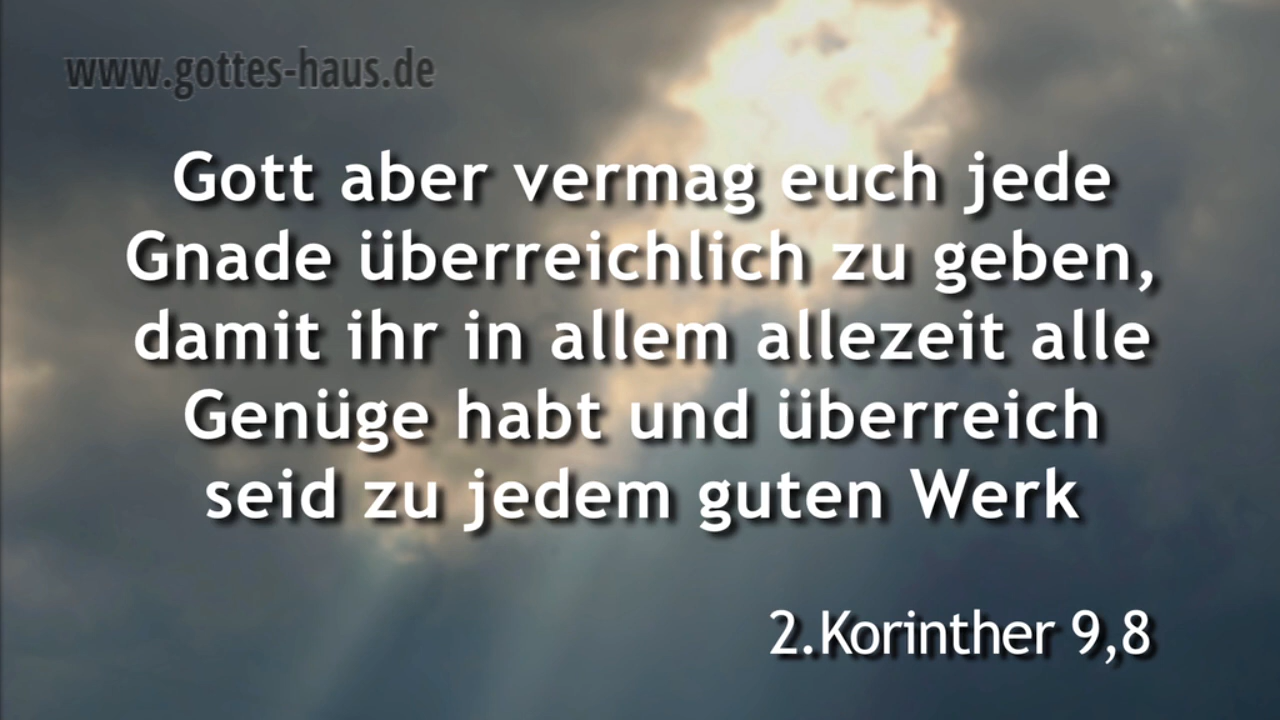 www.gottes-haus.de
Gott aber vermag euch jede
Gnade überreichlich zu geben,
damit ihr in allem allezeit alle
Genüge habt und überreich
seid zu jedem guten Werk
2.Korinther 9,8